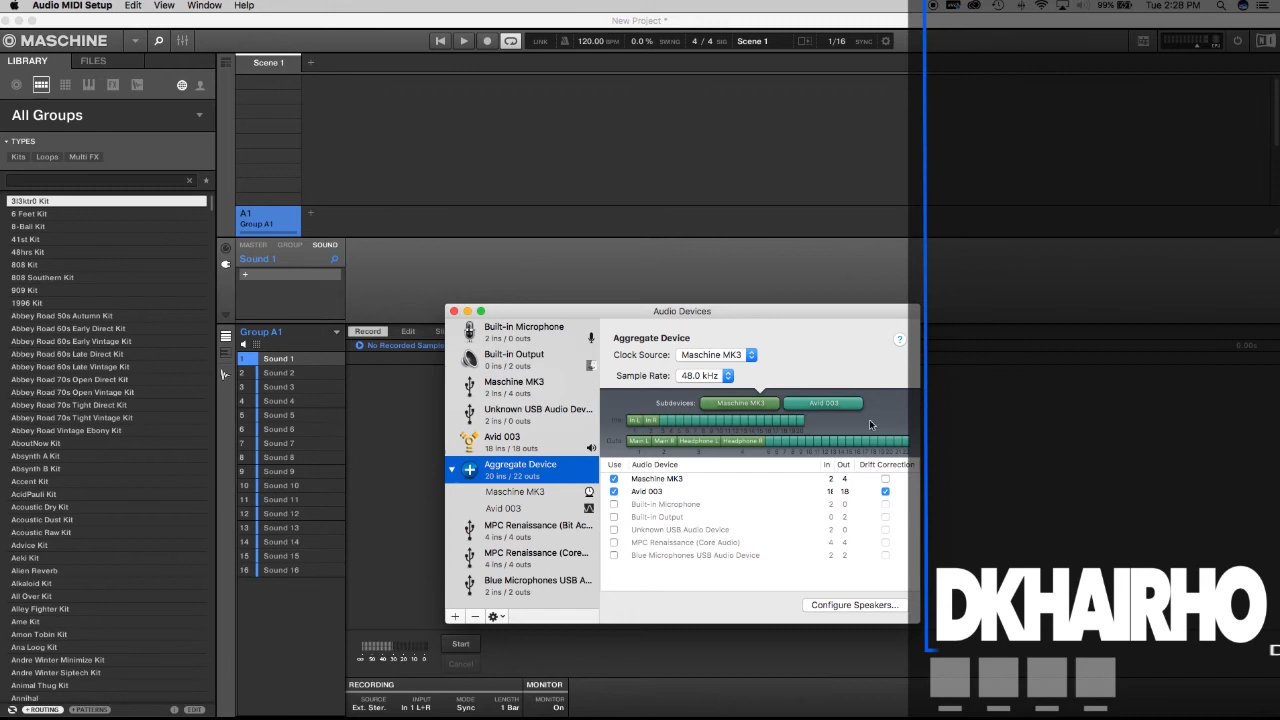 Audio MIDI Setup Edit View Window Help
99% Tue 2:28 PM
New Project *
MASCHINE
LINK 120.00 BPM 0.0 % 4 / 4 SIG Scene 1 1/16 SYNC
LIBRARY FILES
Scene 1
All Groups
TYPES
Kits Loops Multi FX
3l3ktr0 Kit
6 Feet Kit
8-Ball Kit
41st Kit
48hrs Kit
808 Kit
808 Southern Kit
909 Kit
1996 Kit
Abbey Road 50s Autumn Kit
Abbey Road 60s Early Direct Kit
Abbey Road 60s Early Vintage Kit
Abbey Road 60s Late Direct Kit
Abbey Road 60s Late Vintage Kit
Abbey Road 70s Open Direct Kit
Abbey Road 70s Open Vintage Kit
Abbey Road 70s Tight Direct Kit
Abbey Road 70s Tight Vintage Kit
Abbey Road Vintage Ebony Kit
AboutNow Kit
Absynth A Kit
Absynth B Kit
Accent Kit
AcidPauli Kit
Acoustic Dry Kit
Acoustic Dust Kit
Acoustic Raw Kit
Advice Kit
Aeki Kit
Alien Reverb
Alkaloid Kit
All Over Kit
Alley Fighter Kit
Ame Kit
Amon Tobin Kit
Ana Loog Kit
Andre Winter Minimize Kit
Andre Winter Siptech Kit
Animal Thug Kit
Annihal
+ROUTING +PATTERNS EDIT
A1
Group A1
MASTER GROUP SOUND
Sound 1
Group A1
1 Sound 1
2 Sound 2
3 Sound 3
4 Sound 4
5 Sound 5
6 Sound 6
7 Sound 7
8 Sound 8
9 Sound 9
10 Sound 10
11 Sound 11
12 Sound 12
13 Sound 13
14 Sound 14
15 Sound 15
16 Sound 16
Record Edit
No Recorded
0:00s
Audio Devices
Built-in Microphone
2 ins / 0 outs
Built-in Output
0 ins / 2 outs
Maschine MK3
2 ins / 4 outs
Unknown USB Audio Dev...
2 ins / 0 outs
Avid 003
18 ins / 18 outs
Aggregate Device
20 ins / 22 outs
Maschine MK3
Avid 003
MPC Renaissance (Bit Ac...
4 ins / 4 outs
MPC Renaissance (Core...
4 ins / 4 outs
Blue Microphones USB A...
2 ins / 2 outs
Aggregate Device
Clock Source: Maschine MK3
Sample Rate: 48.0 kHz
Subdevices: Maschine MK3 Avid 003
Ins In L In R
Outs Main L Main R Headphone L Headphone R
Use Audio Device In Out Drift Correction
Maschine MK3 2 4
Avid 003 18 18
Built-in Microphone 2 0
Built-in Output 0 2
Unknown USB Audio Device 2 0
MPC Renaissance (Core Audio) 4 4
Blue Microphones USB Audio Device 2 2
Configure Speakers...
Start
Cancel
50 40 30 20 10 0
RECORDING MONITOR
SOURCE INPUT MODE LENGTH
Ext. Ster. In 1 L+R Sync 1 Bar On
DKHAIRHO